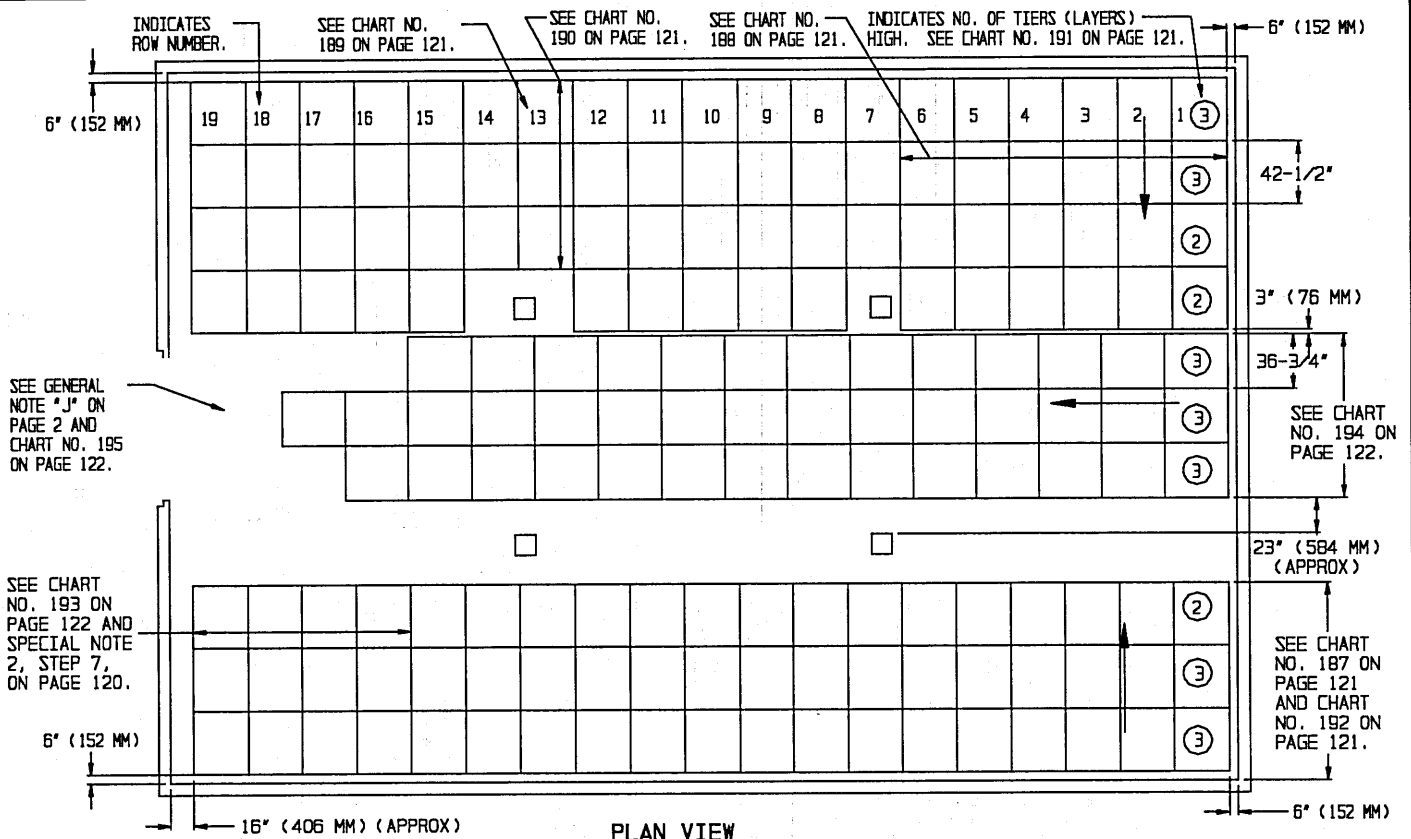 INDICATES
ROW NUMBER.
SEE CHART NO.
189 ON PAGE 121.
SEE CHART NO.
190 ON PAGE 121.
SEE CHART NO.
188 ON PAGE 121.
INDICATES NO. OF TIERS (LAYERS)
HIGH. SEE CHART NO. 191 ON PAGE 121.
6" (152 MM)
6" (152 MM)
19 18 17 16 15 14 13 12 11 10 9 8 7 6 5 4 3 2 1 3
42-1/2"
3
2
2
3" (76 MM)
3
36-3/4"
SEE GENERAL
NOTE "J" ON
PAGE 2 AND
CHART NO. 195
ON PAGE 122.
3
3
SEE CHART
NO. 194 ON
PAGE 122.
23" (584 MM)
(APPROX)
SEE CHART
NO. 193 ON
PAGE 122 AND
SPECIAL NOTE
2, STEP 7,
ON PAGE 120.
2
3
3
SEE CHART
NO. 187 ON
PAGE 121
AND CHART
NO. 192 ON
PAGE 121.
6" (152 MM)
16" (406 MM) (APPROX)
6" (152 MM)
PLAN VIEW